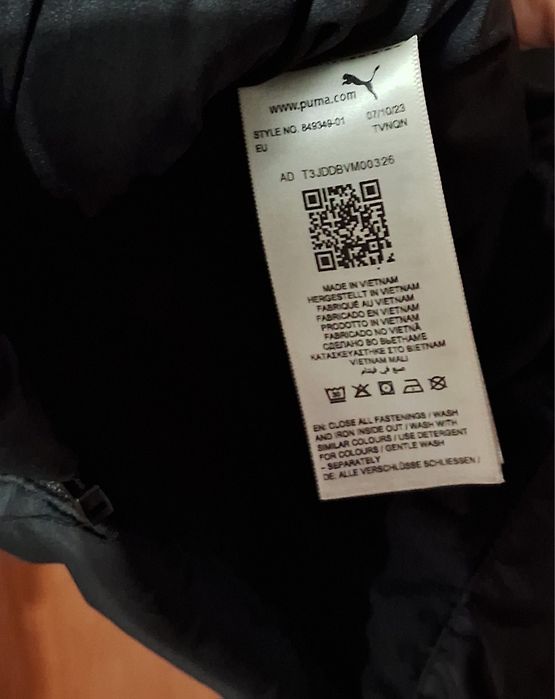 www.puma.com
STYLE NO. 849349-01 07/10/23
EU TVNQN
AD T3JDDBVM00326
MADE IN VIETNAM
HERGESTELLT IN VIETNAM
FABRIQUÉ AU VIETNAM
FABRICADO EN VIETNAM
PRODOTTO IN VIETNAM
FABRICADO NO VIETNÃ
СДЕЛАНО ВО ВЬЕТНАМЕ
ΚΑΤΑΣΚΕΥΑΣΤΗΚΕ ΣΤΟ ΒΙΕΤΝΑΜ
VIETNAM MALI
صنع في فيتنام
30
EN: CLOSE ALL FASTENINGS / WASH
AND IRON INSIDE OUT / WASH WITH
SIMILAR COLOURS / USE DETERGENT
FOR COLOURS / GENTLE WASH
- SEPARATELY
DE: ALLE VERSCHLÜSSE SCHLIESSEN /